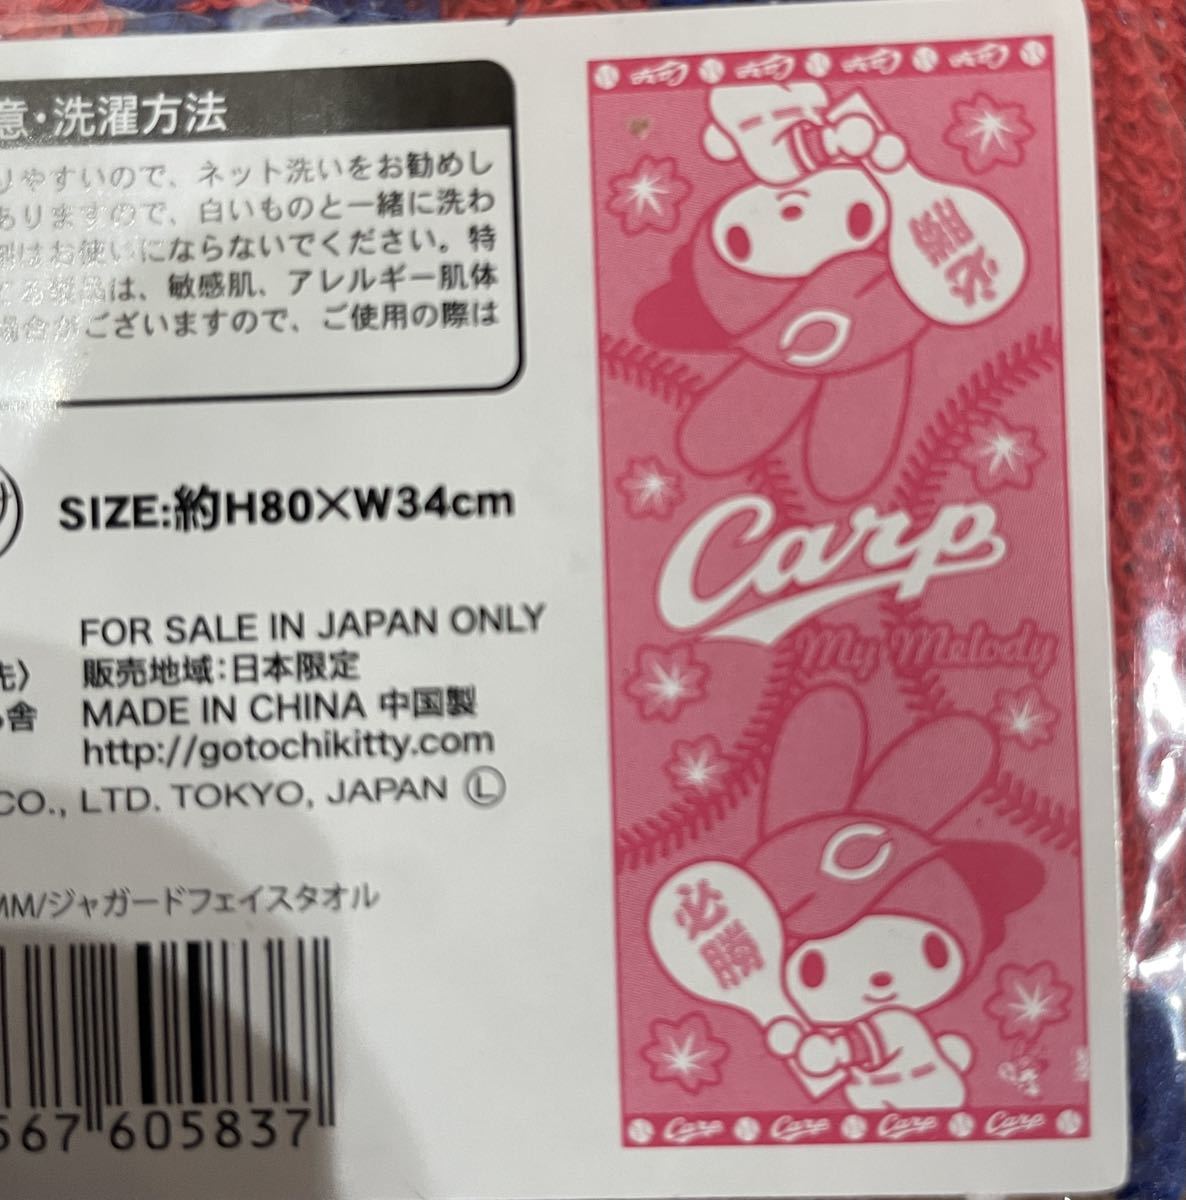 意・洗濯方法
りやすいので、ネット洗いをお勧めし
ありますので、白いものと一緒に洗わ
剤はお使いにならないでください。特
は、敏感肌、アレルギー肌体
場合がございますので、ご使用の際は
SIZE:約H80×W34cm
FOR SALE IN JAPAN ONLY
販売地域:日本限定
MADE IN CHINA 中国製
http://gotochikitty.com
CO., LTD. TOKYO, JAPAN Ⓛ
MM/ジャガードフェイスタオル
567 605837
必勝
C
Carp
My Melody
C
必勝
Carp Carp Carp Carp